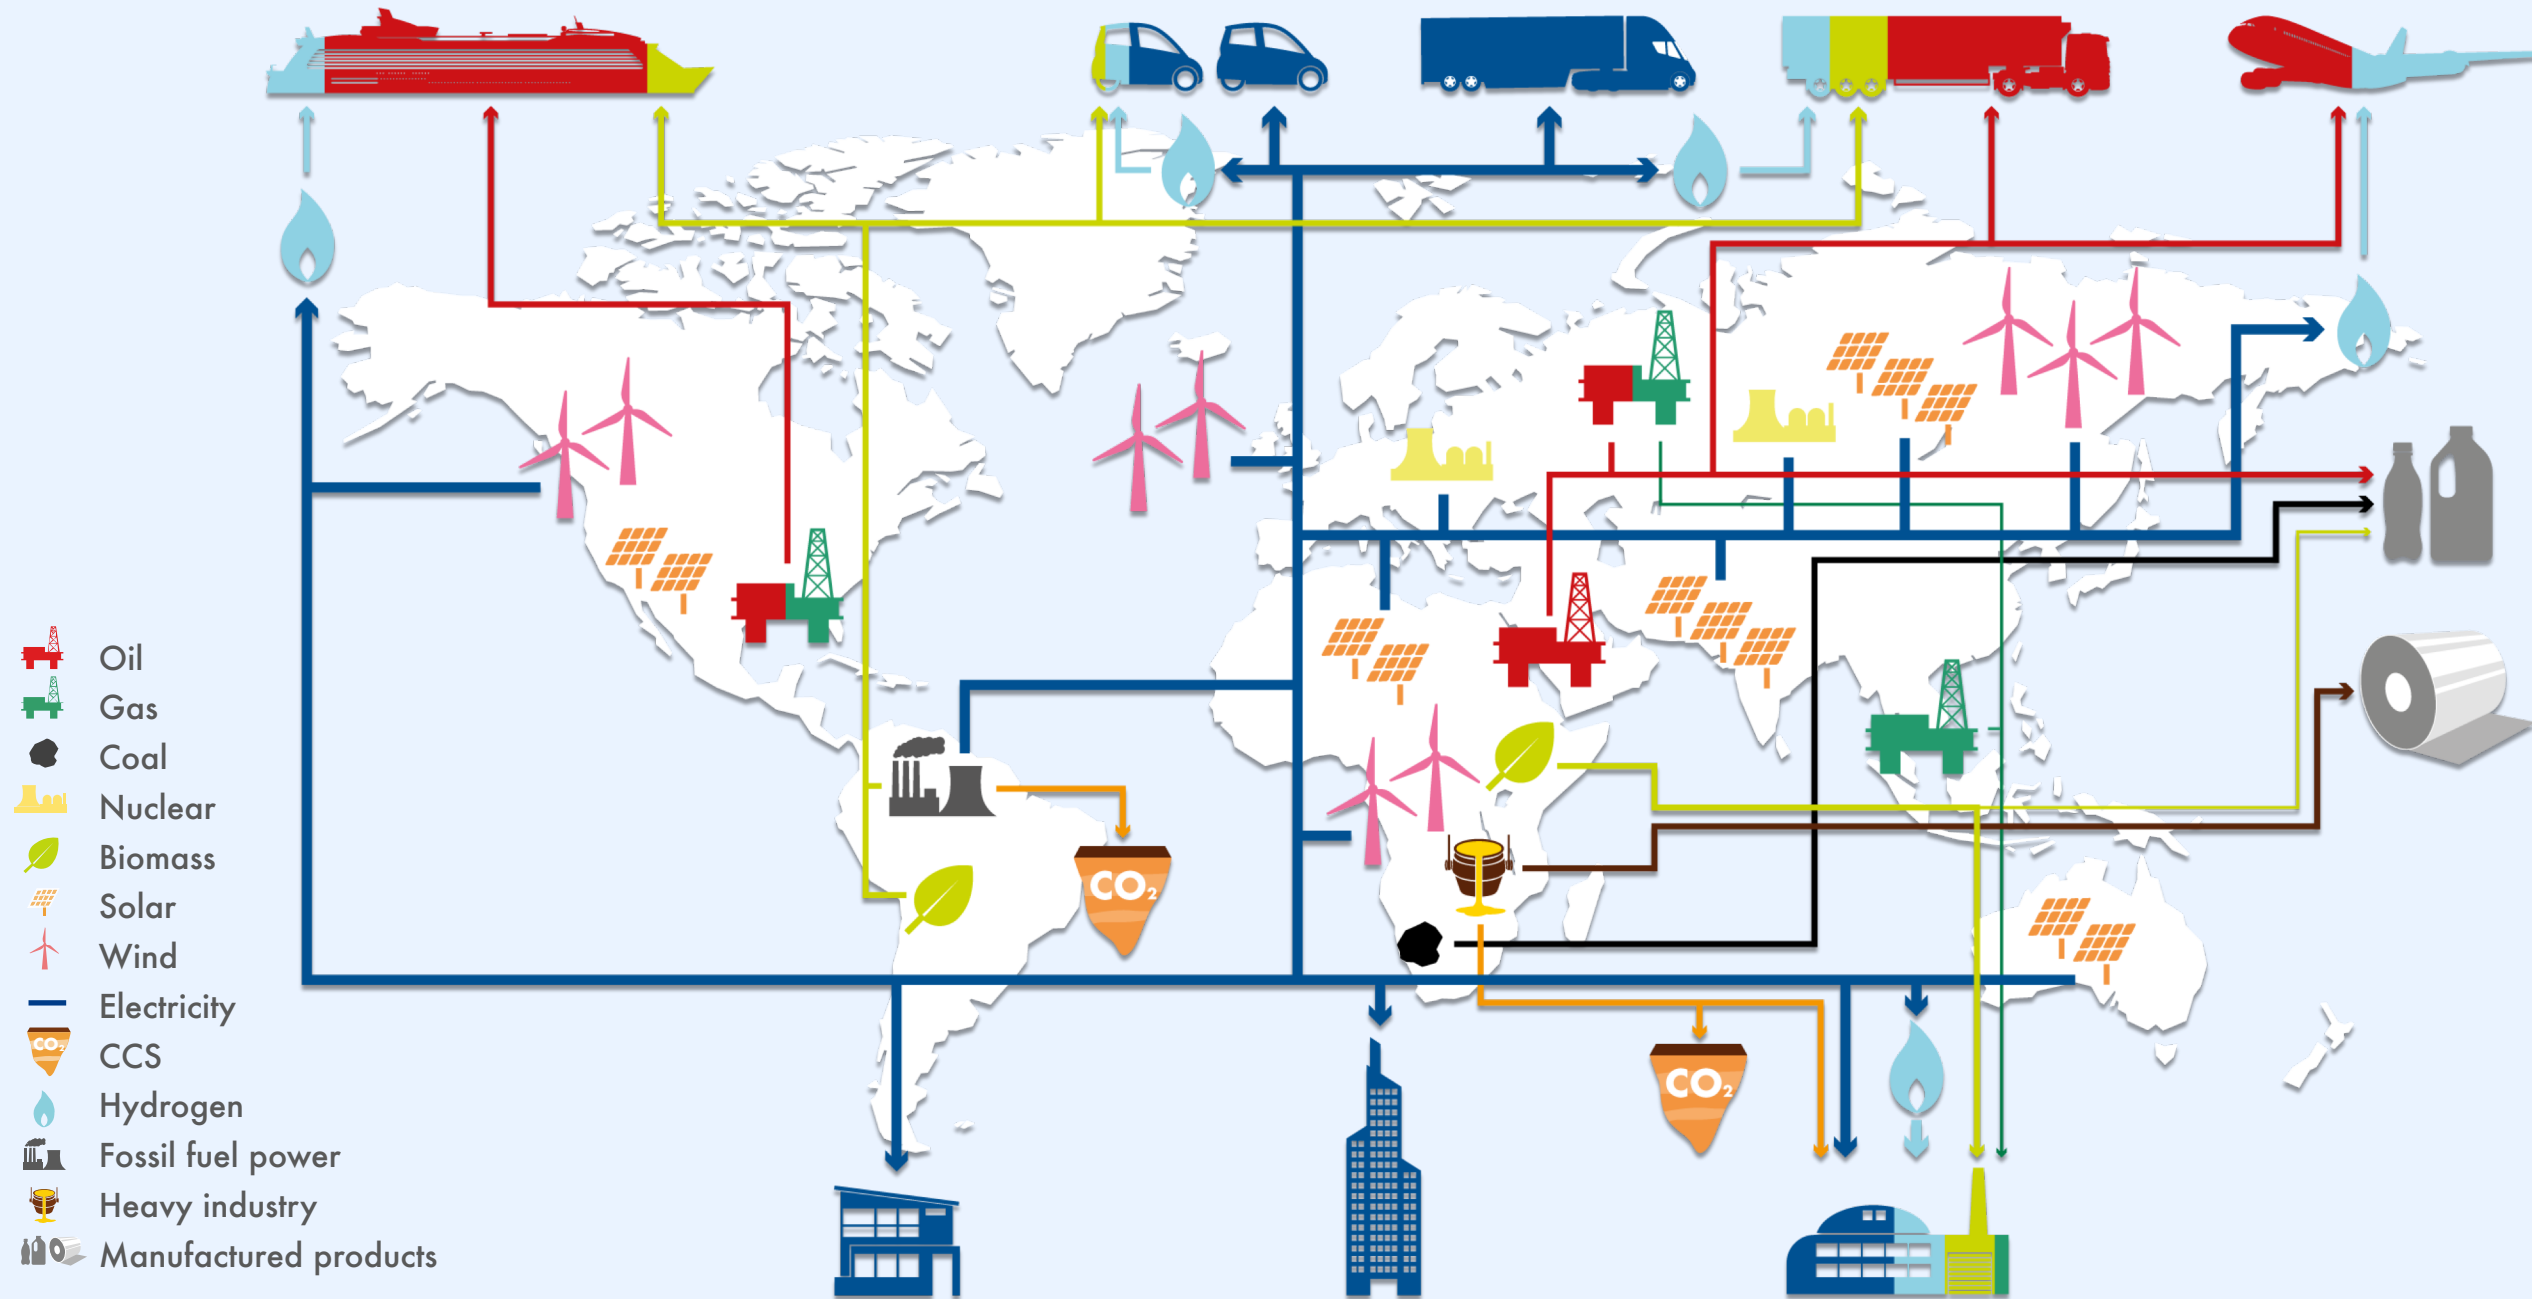 Oil
Gas
Coal
Nuclear
Biomass
Solar
Wind
Electricity
CO₂
CCS
Hydrogen
Fossil fuel power
Heavy industry
Manufactured products
CO₂
CO₂